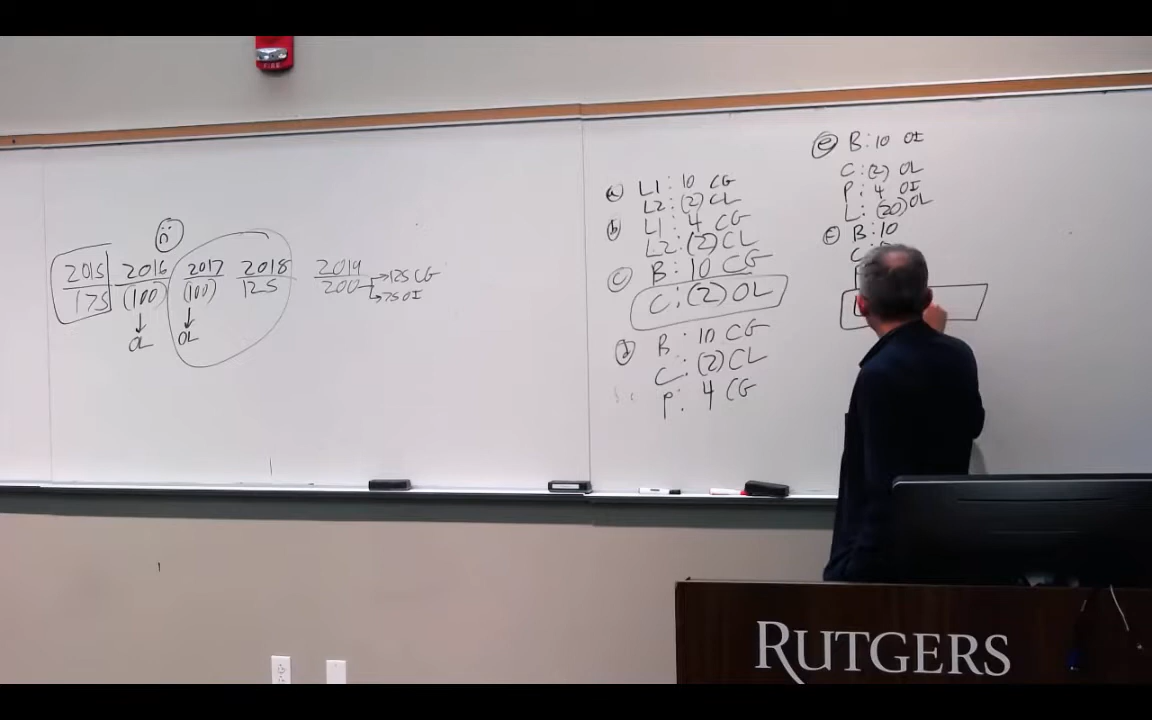 2015 2016 2017 2018 2019
175 (100) (100) 125 200 → 125 CG
→ 75 OI
OL OL
a L1: 10 CG
L2: (2) CL
b L1: 4 CG
L2: (2) CL
c B: 10 CG
C: (2) OL
d B: 10 CG
C: (2) CL
P: 4 CG
e B: 10 OI
C: (2) OL
P: 4 OI
L: (20) OL
B: 10
C:
RUTGERS
FIRE